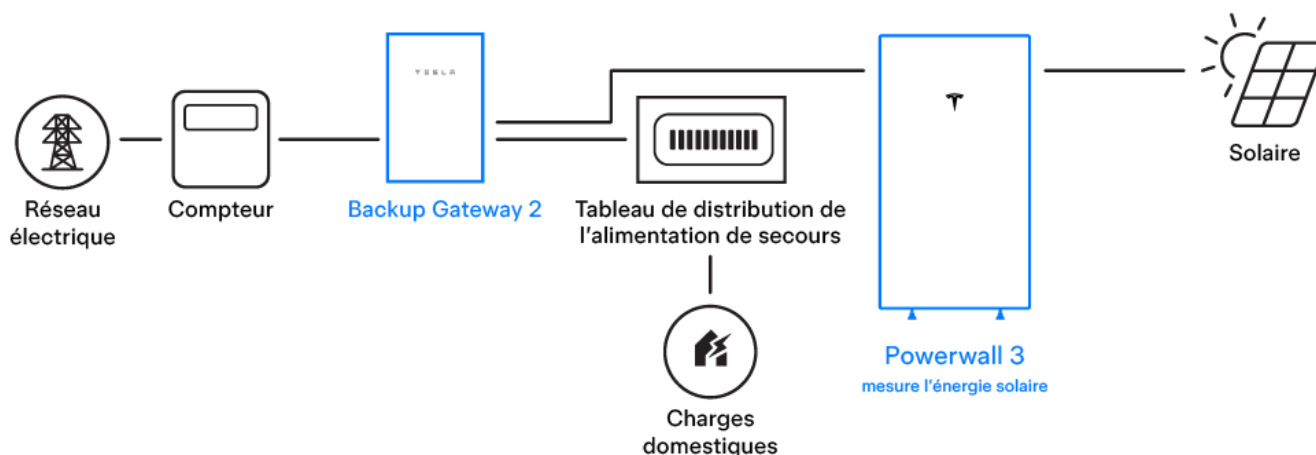 TESLA
Solaire
Réseau
électrique
Compteur
Backup Gateway 2
Tableau de distribution de
l'alimentation de secours
Powerwall 3
mesure l'énergie solaire
Charges
domestiques